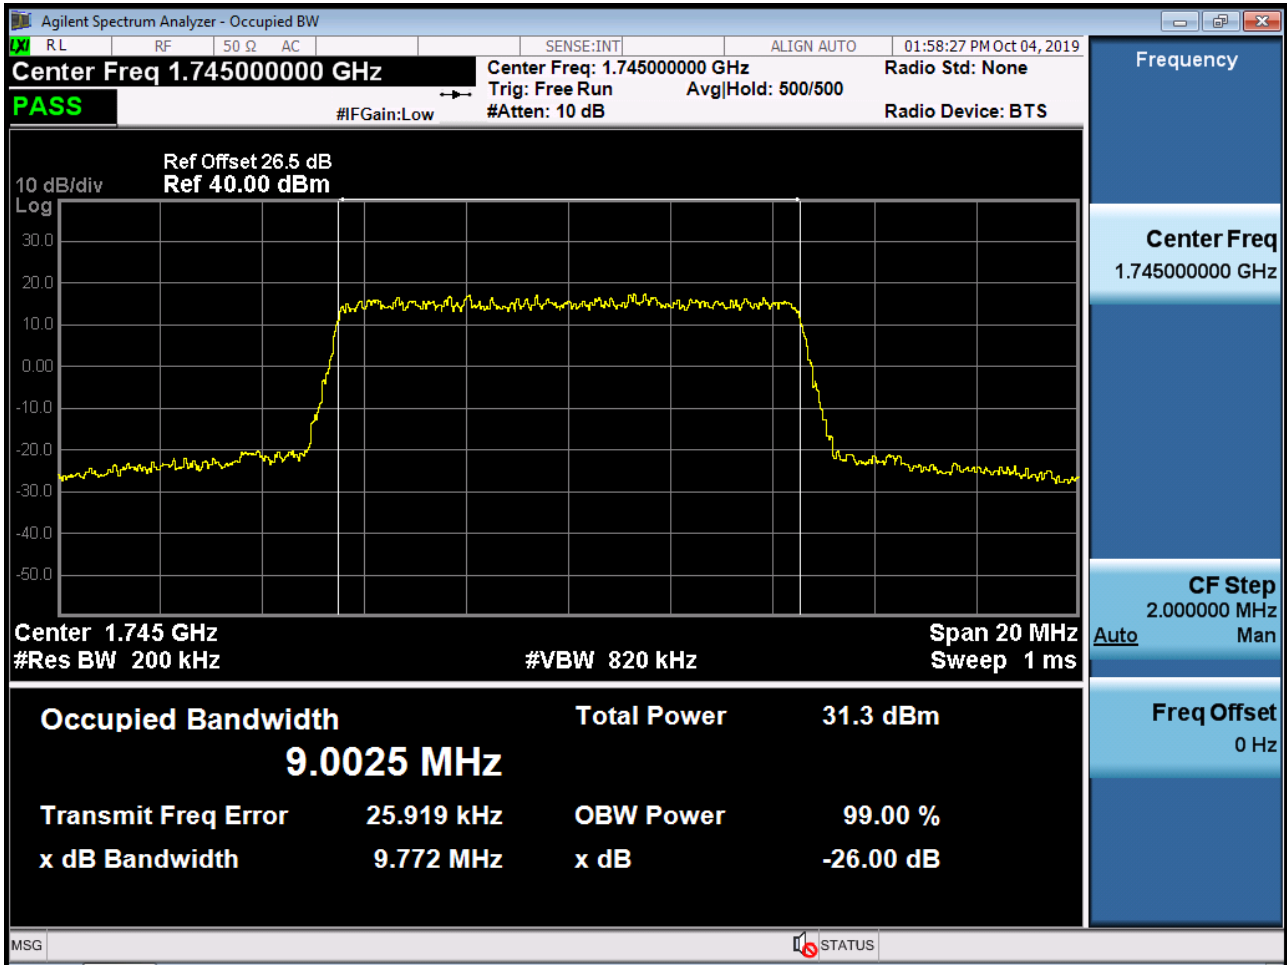 Agilent Spectrum Analyzer - Occupied BW
LXI RL RF 50 Ω AC SENSE:INT ALIGN AUTO 01:58:27 PM Oct 04, 2019
Center Freq 1.745000000 GHz
PASS
#IFGain:Low
Center Freq: 1.745000000 GHz
Trig: Free Run Avg|Hold: 500/500
#Atten: 10 dB
Radio Std: None
Radio Device: BTS
Ref Offset 26.5 dB
10 dB/div Ref 40.00 dBm
Log
30.0
20.0
10.0
0.00
-10.0
-20.0
-30.0
-40.0
-50.0
Center 1.745 GHz Span 20 MHz
#Res BW 200 kHz #VBW 820 kHz Sweep 1 ms
Occupied Bandwidth Total Power 31.3 dBm
9.0025 MHz
Transmit Freq Error 25.919 kHz OBW Power 99.00 %
x dB Bandwidth 9.772 MHz x dB -26.00 dB
Frequency
Center Freq
1.745000000 GHz
CF Step
2.000000 MHz
Auto Man
Freq Offset
0 Hz
MSG STATUS